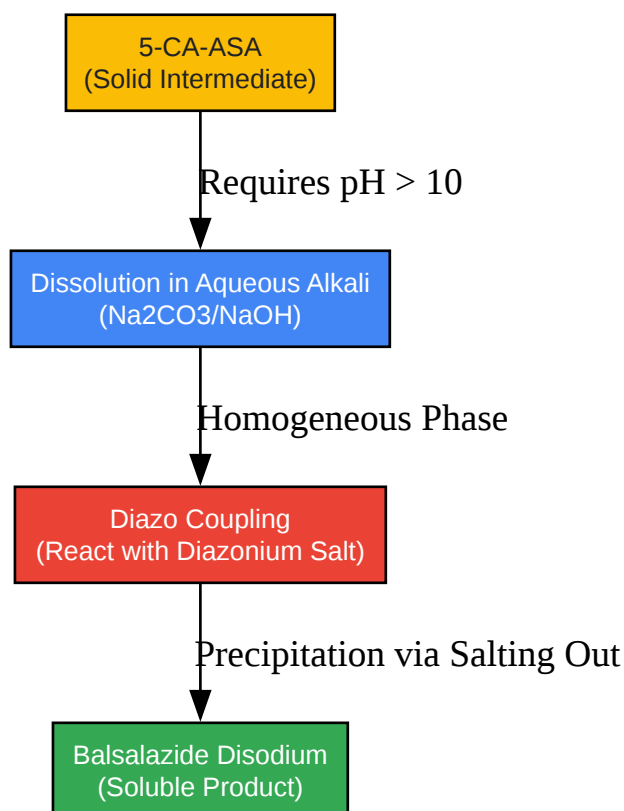 5-CA-ASA
(Solid Intermediate)
Requires pH > 10
Dissolution in Aqueous Alkali
(Na2CO3/NaOH)
Homogeneous Phase
Diazo Coupling
(React with Diazonium Salt)
Precipitation via Salting Out
Balsalazide Disodium
(Soluble Product)